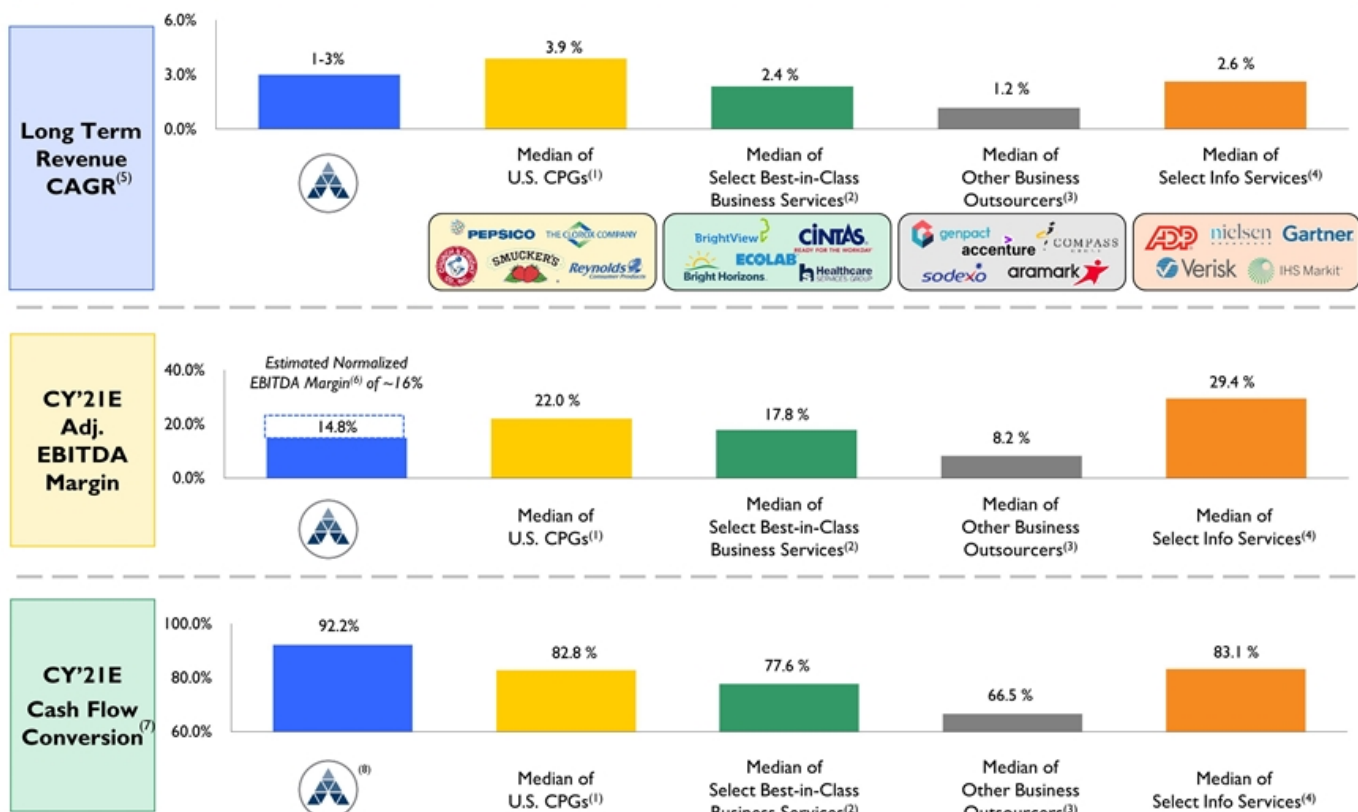 Long Term
Revenue
CAGR(5)
6.0%
3.0%
0.0%
1-3%
3.9 %
2.4 %
1.2 %
2.6 %
Median of
U.S. CPGs(1)
Median of
Select Best-in-Class
Business Services(2)
Median of
Other Business
Outsourcers(3)
Median of
Select Info Services(4)
PEPSICO
THE CLOROX COMPANY
SMUCKER'S
Reynolds
Consumer Products
BrightView
CINTAS
READY FOR THE WORKDAY
ECOLAB
Bright Horizons
Healthcare
SERVICES GROUP
genpact
accenture
COMPASS
GROUP
sodexo
aramark
ADP
nielsen
Gartner
Verisk
IHS Markit
CY'21E
Adj.
EBITDA
Margin
40.0%
20.0%
0.0%
Estimated Normalized
EBITDA Margin(6) of ~16%
14.8%
22.0 %
17.8 %
8.2 %
29.4 %
Median of
U.S. CPGs(1)
Median of
Select Best-in-Class
Business Services(2)
Median of
Other Business
Outsourcers(3)
Median of
Select Info Services(4)
CY'21E
Cash Flow
Conversion(7)
100.0%
80.0%
60.0%
92.2%
82.8 %
77.6 %
66.5 %
83.1 %
(8)
Median of
U.S. CPGs(1)
Median of
Select Best-in-Class
Business Services(2)
Median of
Other Business
Outsourcers(3)
Median of
Select Info Services(4)